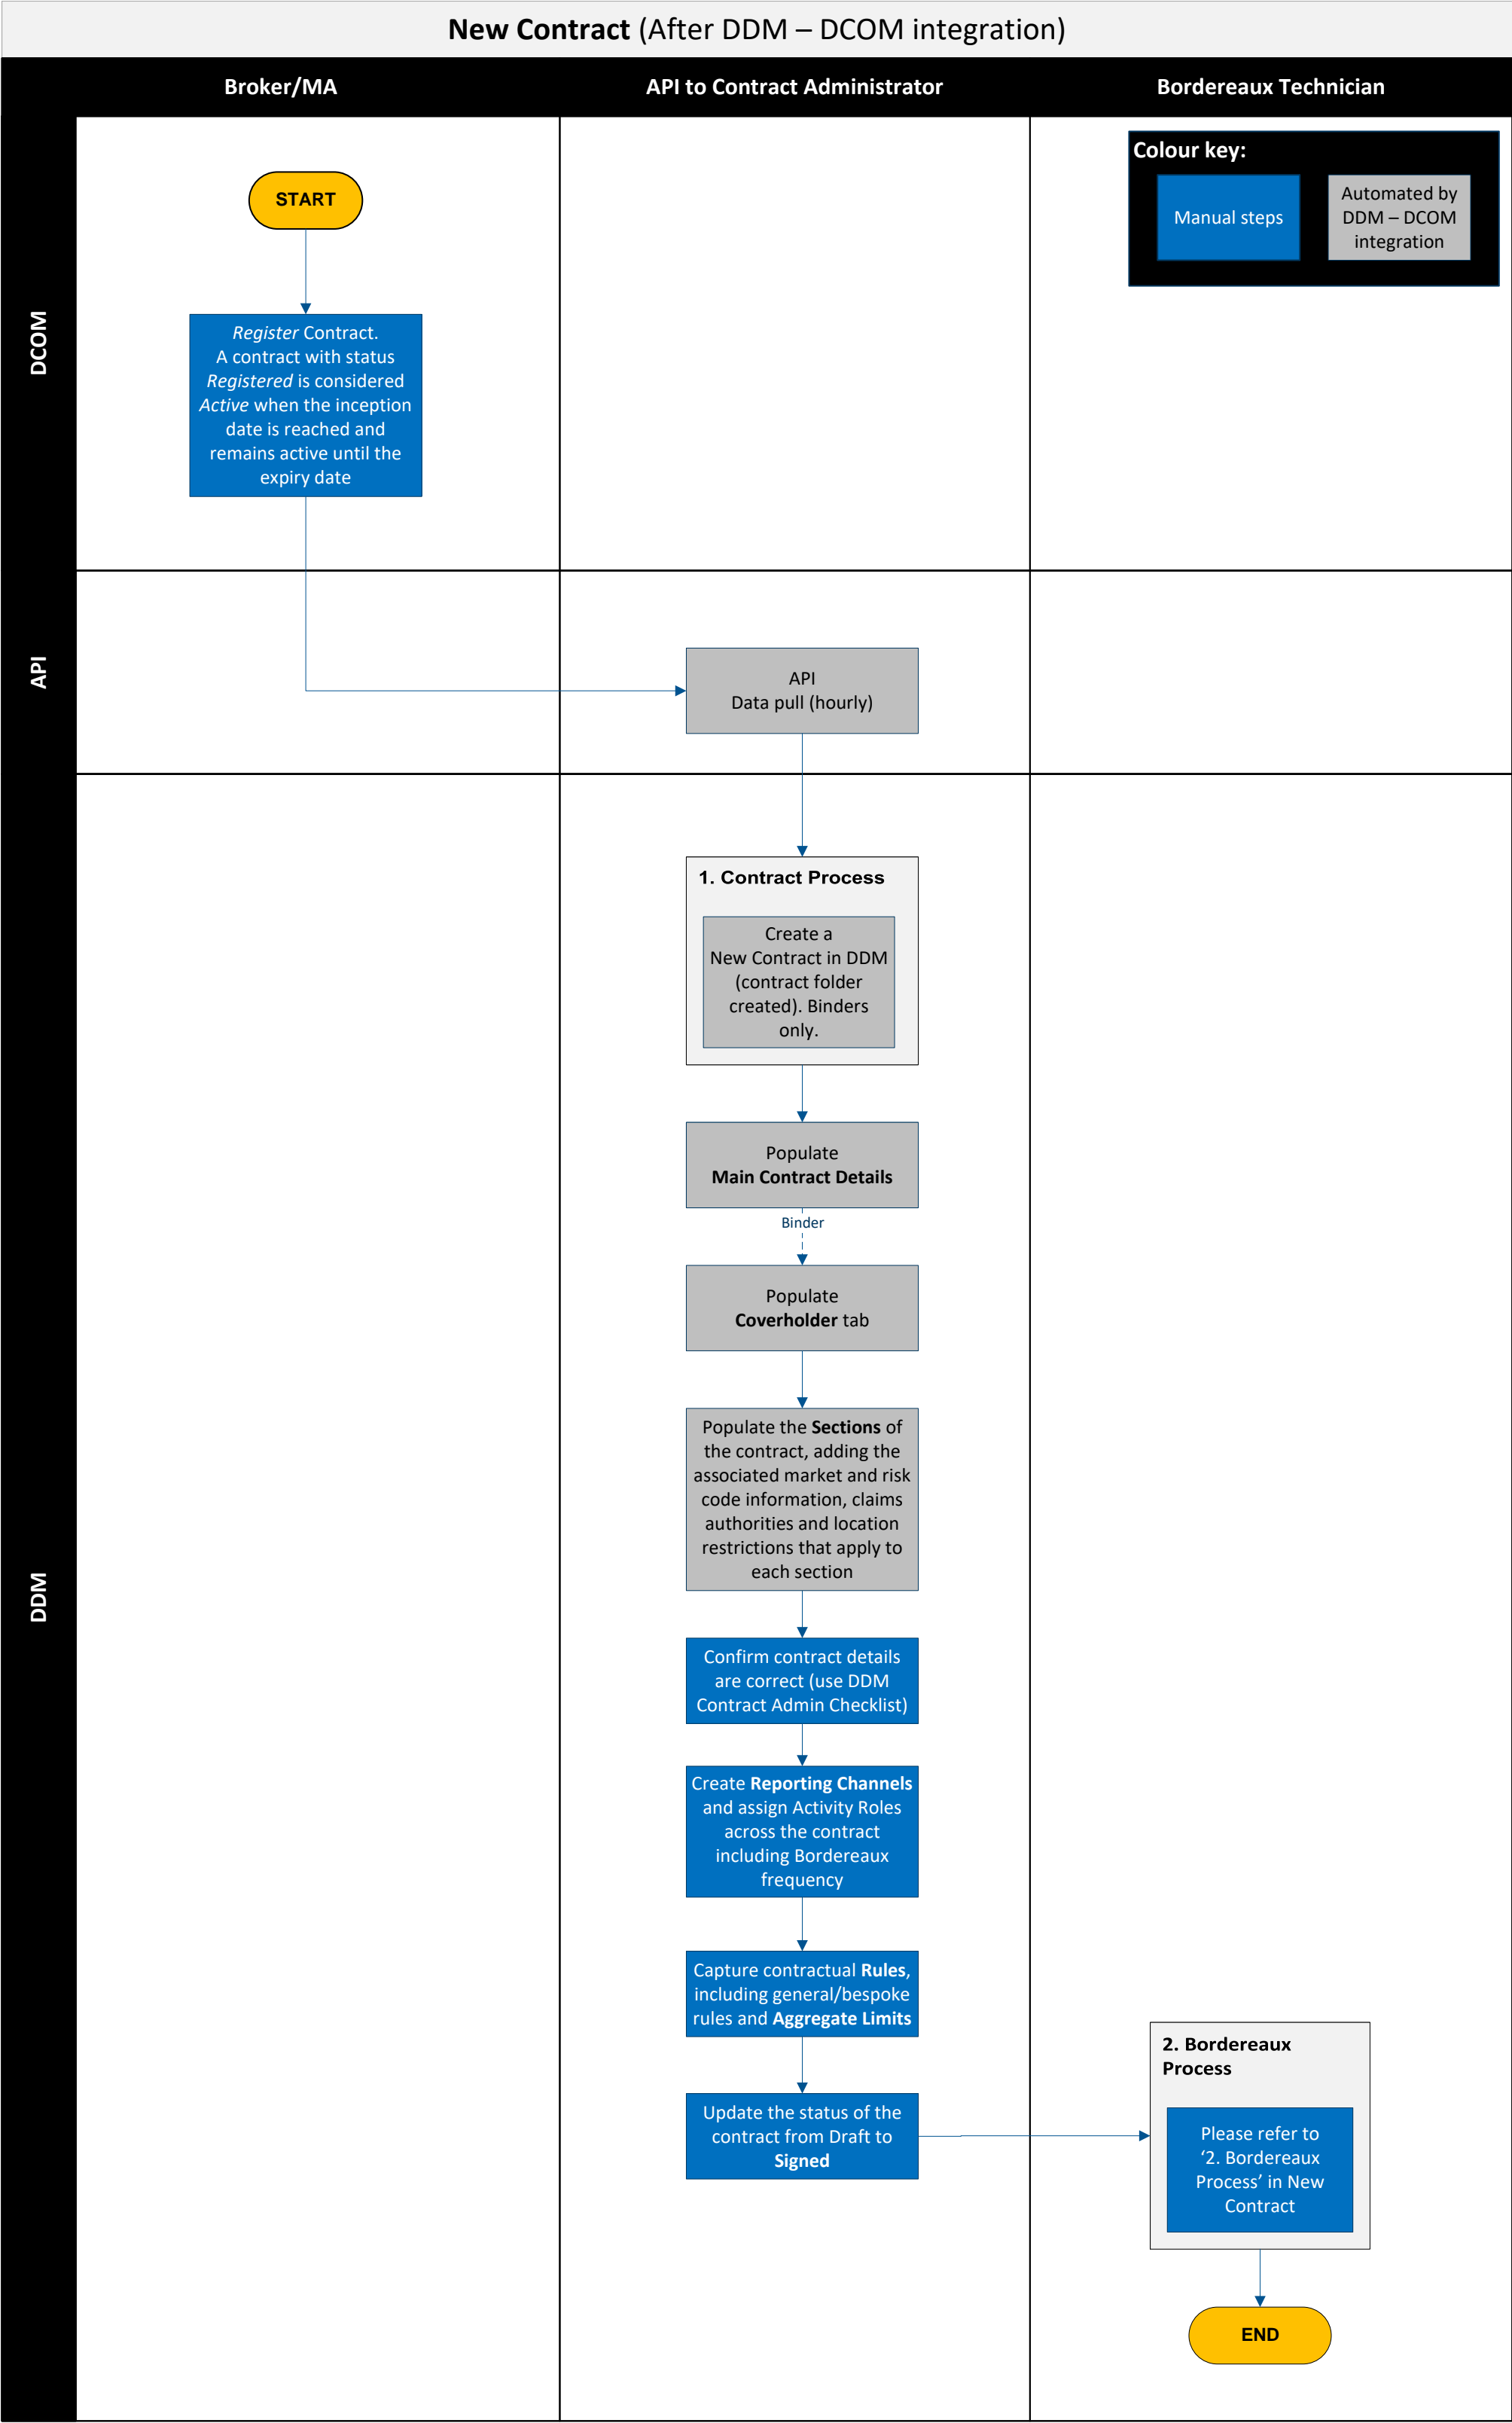 New Contract (After DDM – DCOM integration)
Broker/MA
API to Contract Administrator
Bordereaux Technician
Colour key:
Manual steps
Automated by
DDM – DCOM
integration
DCOM
START
Register Contract.
A contract with status
Registered is considered
Active when the inception
date is reached and
remains active until the
expiry date
API
API
Data pull (hourly)
DDM
1. Contract Process
Create a
New Contract in DDM
(contract folder
created). Binders
only.
Populate
Main Contract Details
Binder
Populate
Coverholder tab
Populate the Sections of
the contract, adding the
associated market and risk
code information, claims
authorities and location
restrictions that apply to
each section
Confirm contract details
are correct (use DDM
Contract Admin Checklist)
Create Reporting Channels
and assign Activity Roles
across the contract
including Bordereaux
frequency
Capture contractual Rules,
including general/bespoke
rules and Aggregate Limits
Update the status of the
contract from Draft to
Signed
2. Bordereaux
Process
Please refer to
‘2. Bordereaux
Process’ in New
Contract
END